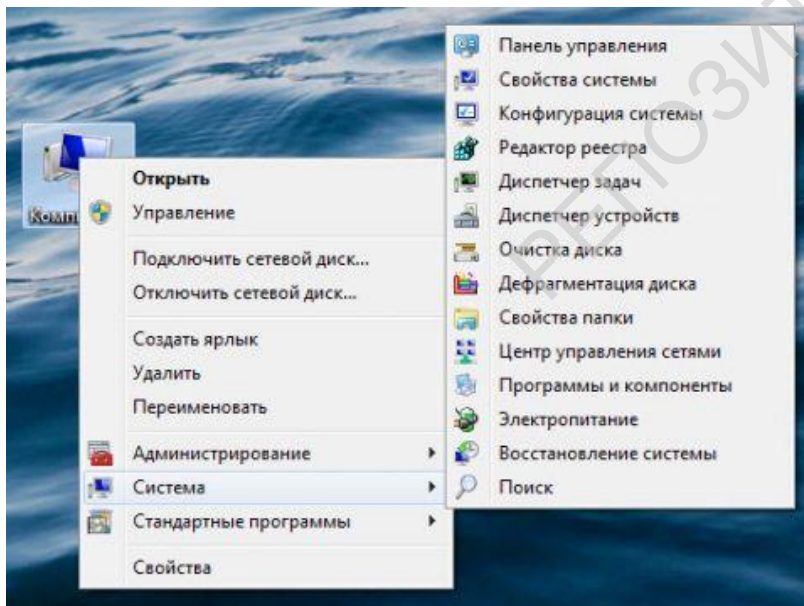 Комп
Открыть
Управление
Подключить сетевой диск...
Отключить сетевой диск...
Создать ярлык
Удалить
Переименовать
Администрирование
Система
Стандартные программы
Свойства
Панель управления
Свойства системы
Конфигурация системы
Редактор реестра
Диспетчер задач
Диспетчер устройств
Очистка диска
Дефрагментация диска
Свойства папки
Центр управления сетями
Программы и компоненты
Электропитание
Восстановление системы
Поиск
РЕПОЗИТ